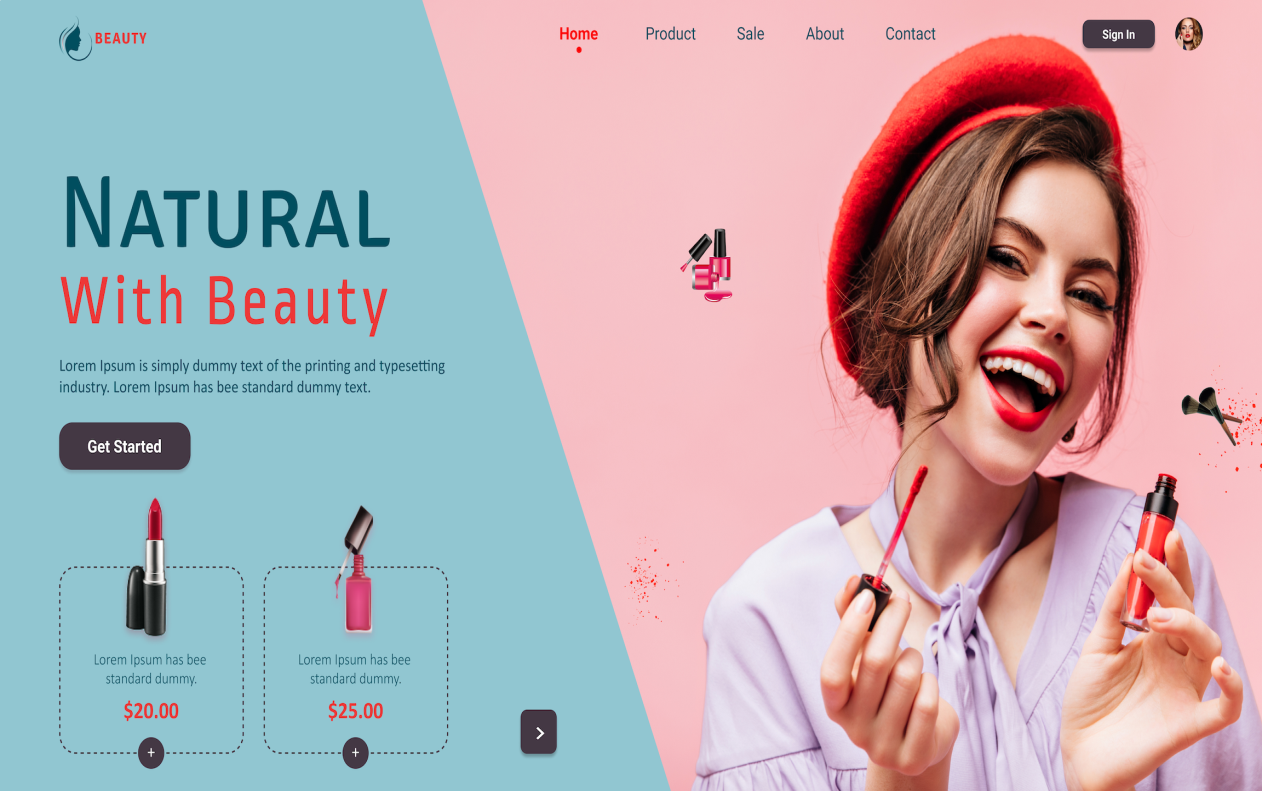 BEAUTY
Home
Product
Sale
About
Contact
Sign In
NATURAL
With Beauty
Lorem Ipsum is simply dummy text of the printing and typesetting
industry. Lorem Ipsum has bee standard dummy text.
Get Started
Lorem Ipsum has bee
standard dummy.
$20.00
+
Lorem Ipsum has bee
standard dummy.
$25.00
+